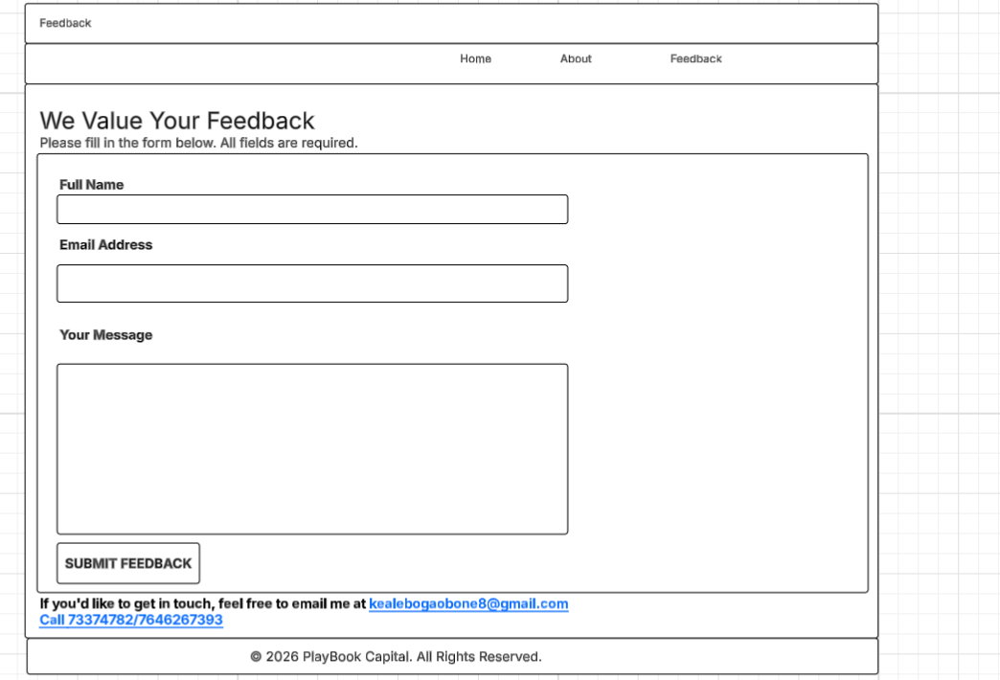 Feedback
Home About Feedback
We Value Your Feedback
Please fill in the form below. All fields are required.
Full Name
Email Address
Your Message
SUBMIT FEEDBACK
If you'd like to get in touch, feel free to email me at kealebogaobone8@gmail.com
Call 73374782/7646267393
© 2026 PlayBook Capital. All Rights Reserved.